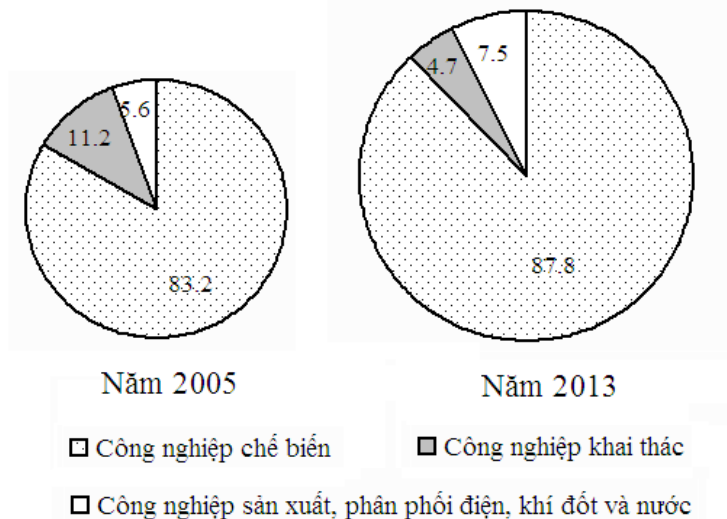 5.6
11.2
83.2
4.7
7.5
87.8
Năm 2005
Năm 2013
Công nghiệp chế biến
Công nghiệp khai thác
Công nghiệp sản xuất, phân phối điện, khí đốt và nước